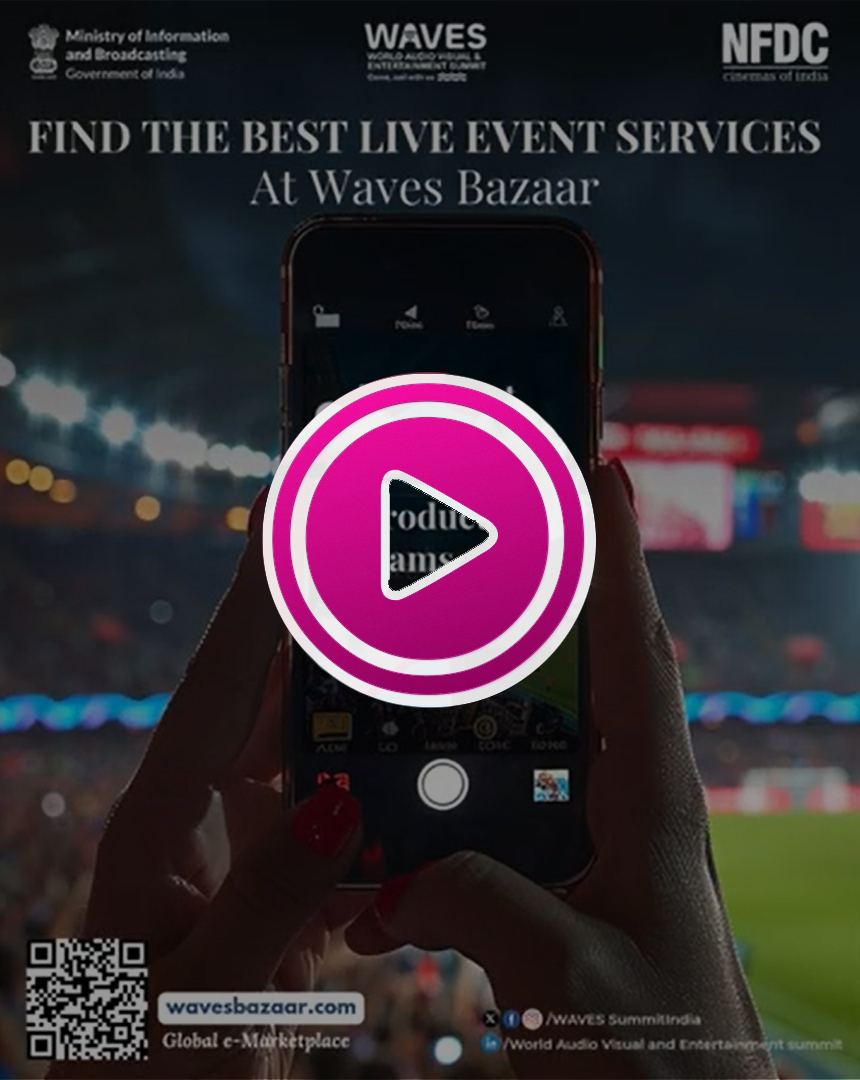 Ministry of Information
and Broadcasting
Government of India
WAVES
WORLD AUDIO VISUAL &
ENTERTAINMENT SUMMIT
NFDC
cinemas of india
FIND THE BEST LIVE EVENT SERVICES
At Waves Bazaar
wavesbazaar.com
Global e-Marketplace
/WAVES SummitIndia
/World Audio Visual and Entertainment summit